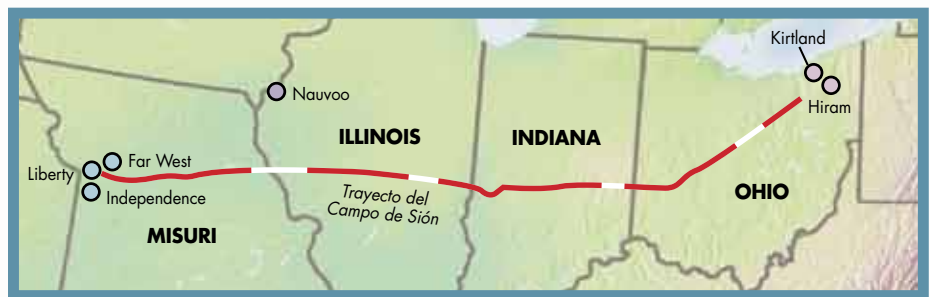 Kirtland
Hiram
Nauvoo
ILLINOIS
INDIANA
Far West
Liberty
Independence
Trayecto del
Campo de Sión
OHIO
MISURI